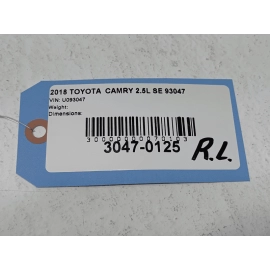 2018 TOYOTA CAMRY 2.5L SE 93047
VIN: U093047
Weight:
Dimensions:
3047-0125
R.L.